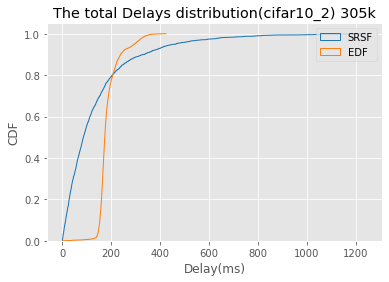 The total Delays distribution(cifar10_2) 305k
1.0
0.8
0.6
0.4
0.2
0.0
CDF
SRSF
EDF
0 200 400 600 800 1000 1200
Delay(ms)